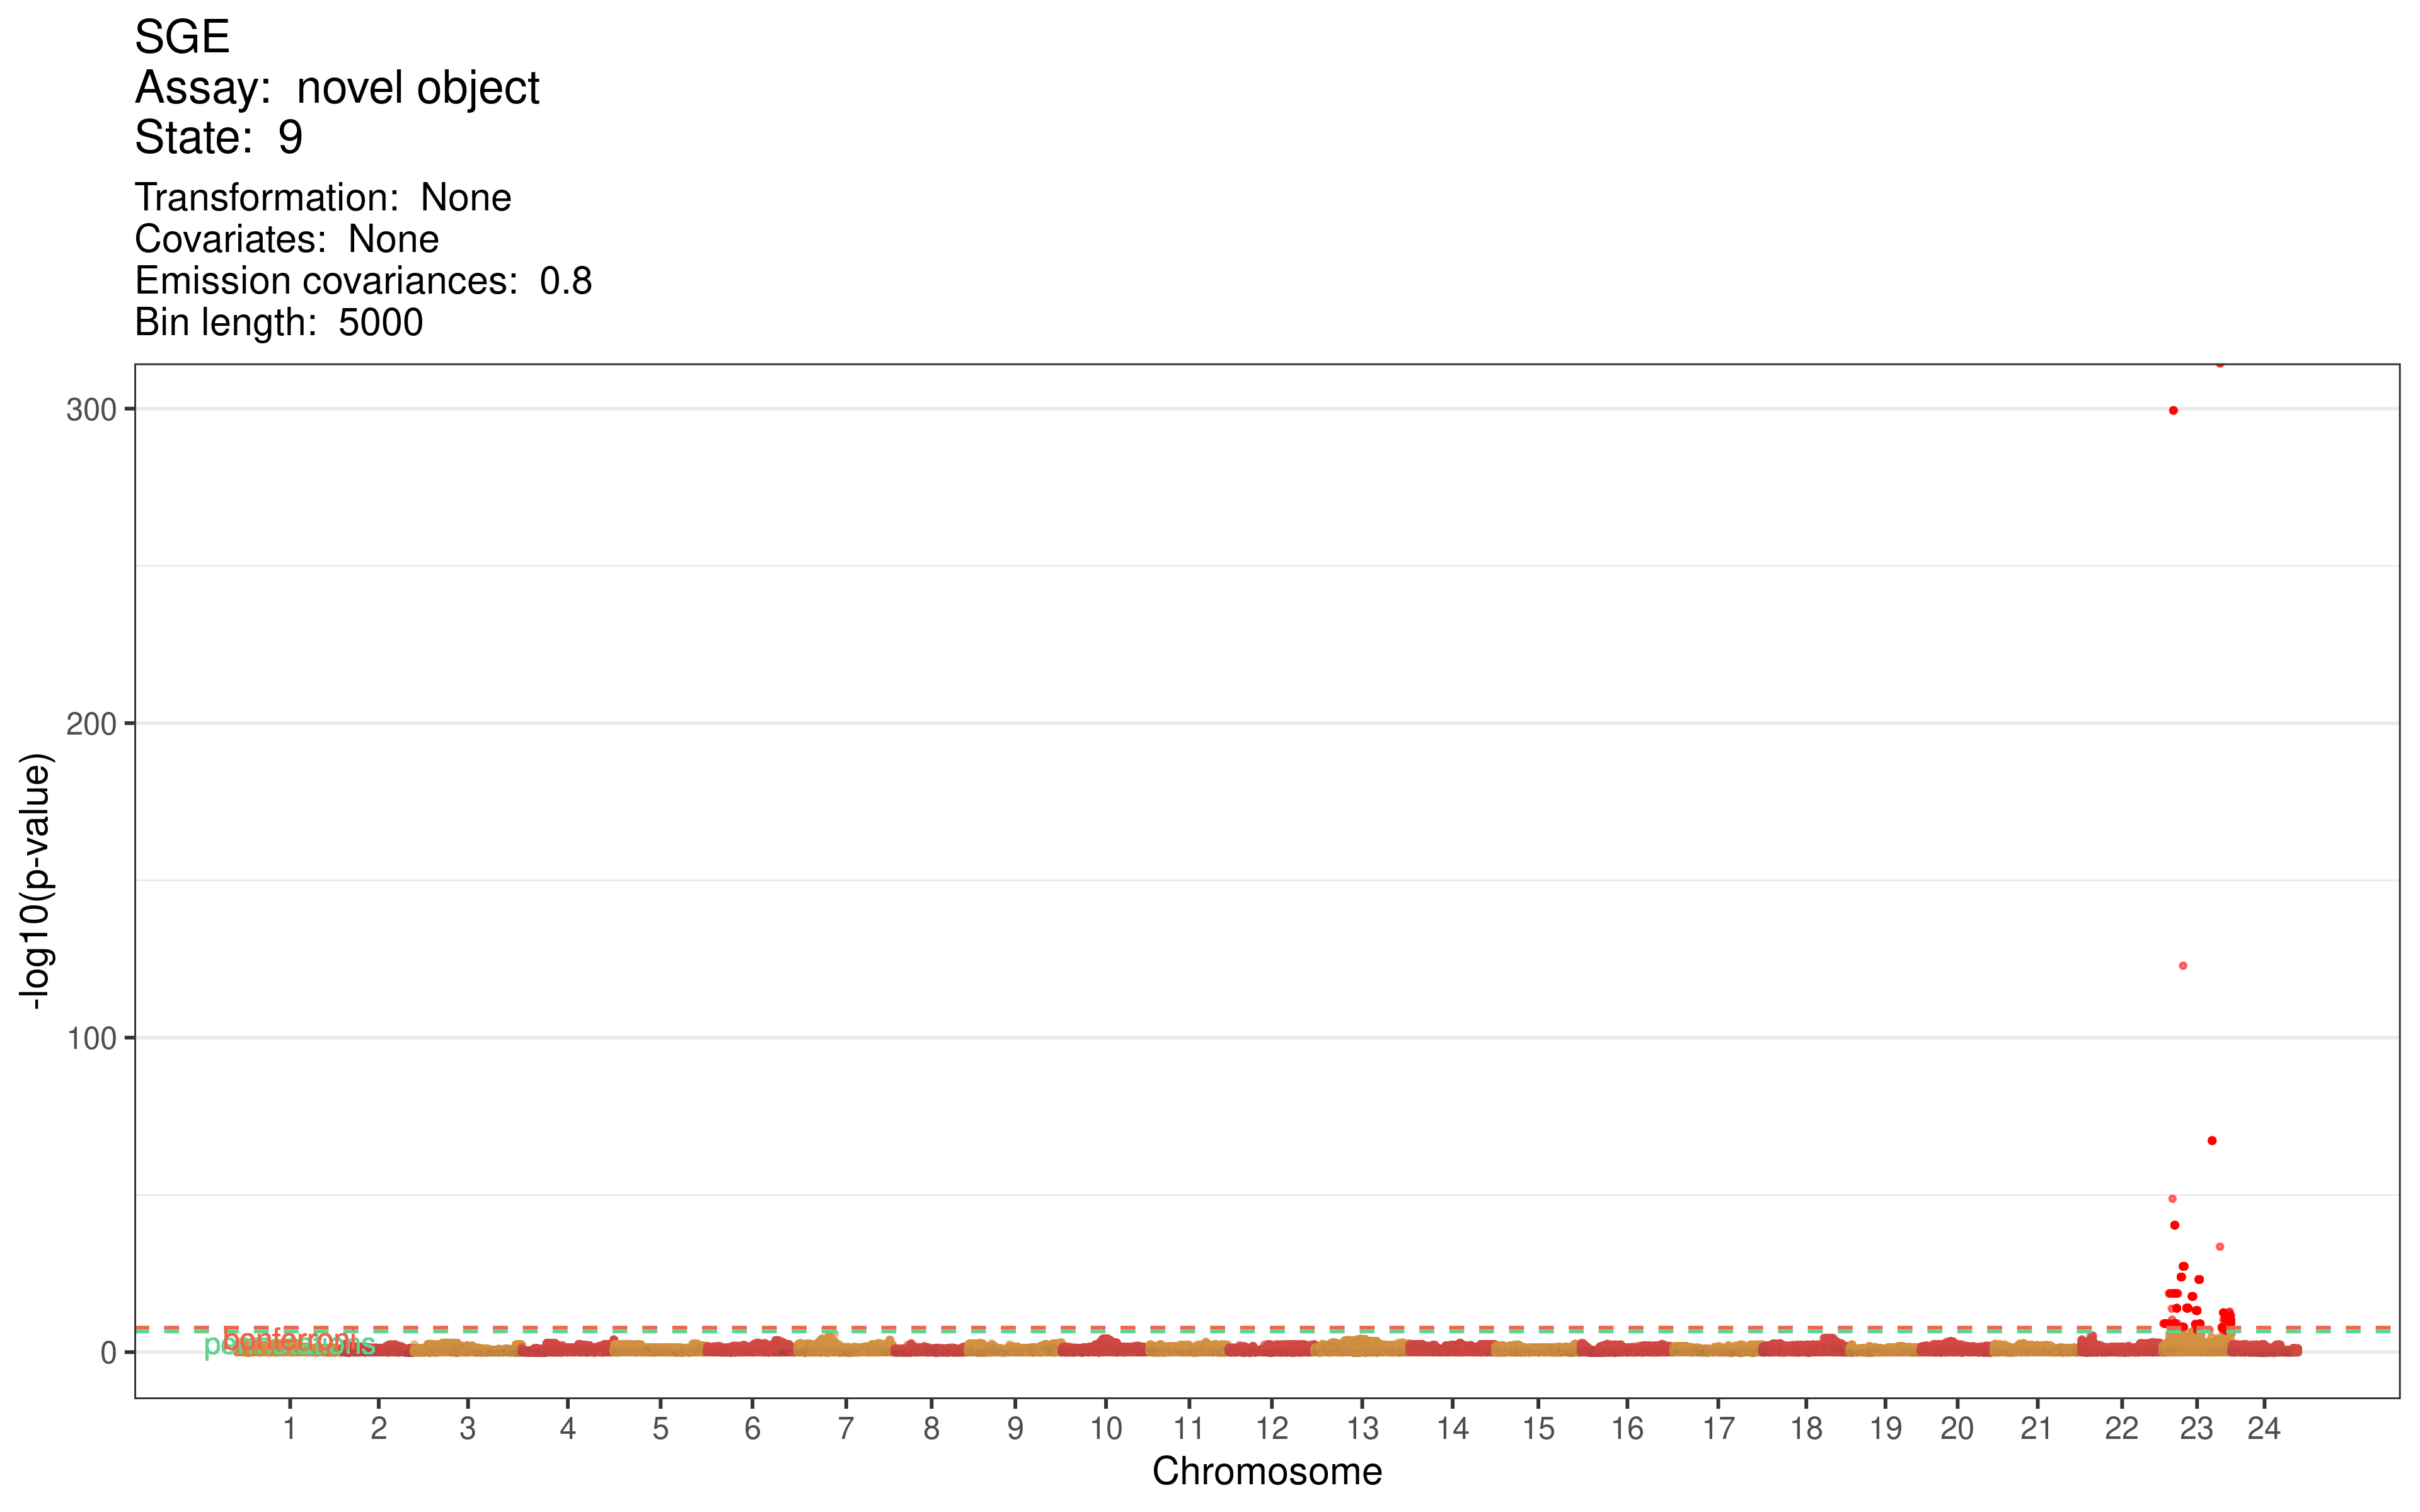 SGE
Assay:  novel object
State:  9
Transformation:  None
Covariates:  None
Emission covariances:  0.8
Bin length:  5000
-log10(p-value)
300
200
100
0
bonferroni
permutations
1 2 3 4 5 6 7 8 9 10 11 12 13 14 15 16 17 18 19 20 21 22 23 24
Chromosome